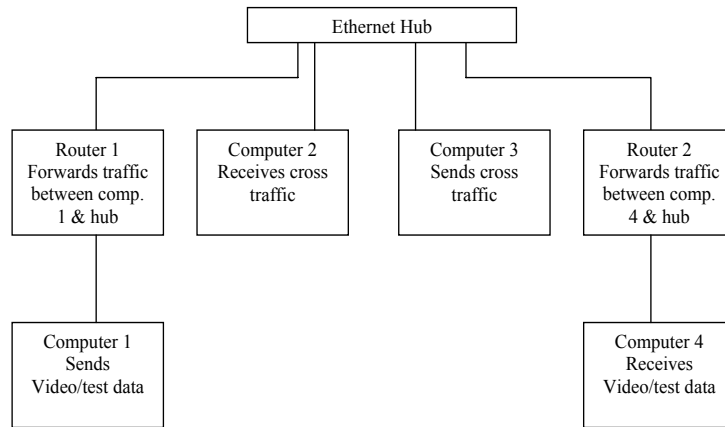 Ethernet Hub
Router 1
Forwards traffic
between comp.
1 & hub
Computer 2
Receives cross
traffic
Computer 3
Sends cross
traffic
Router 2
Forwards traffic
between comp.
4 & hub
Computer 1
Sends
Video/test data
Computer 4
Receives
Video/test data